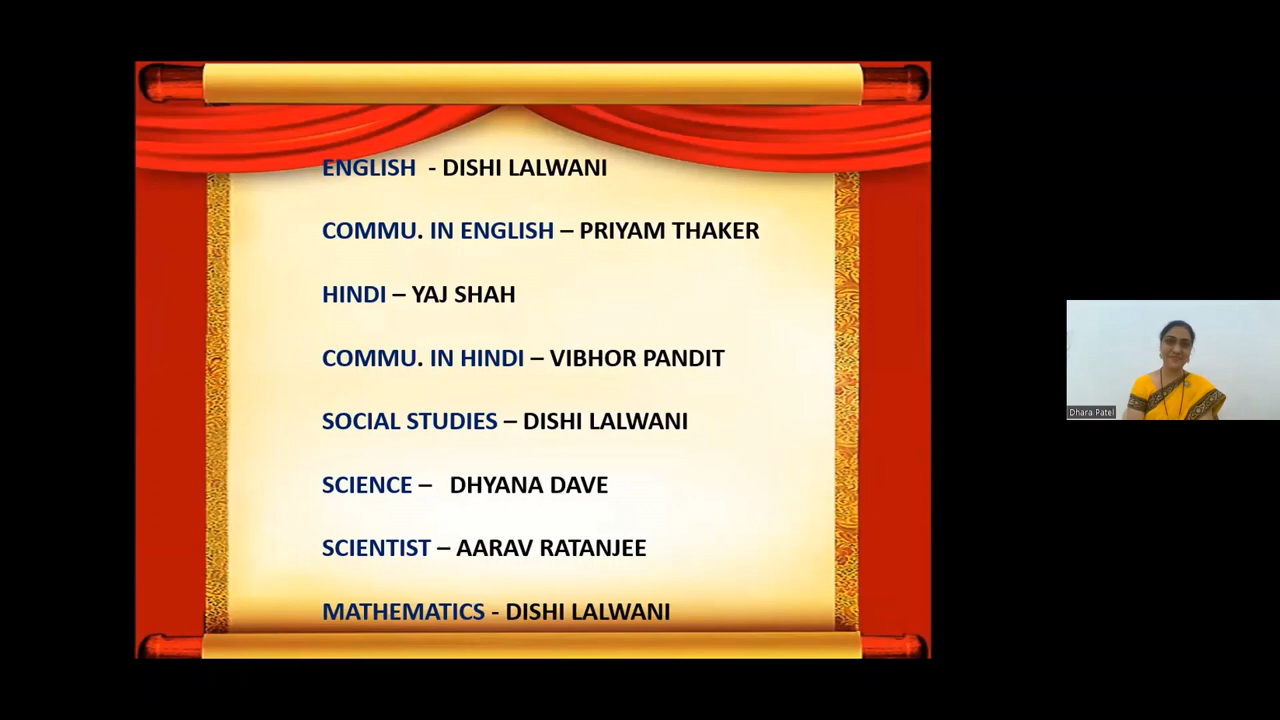 ENGLISH - DISHI LALWANI
COMMU. IN ENGLISH – PRIYAM THAKER
HINDI – YAJ SHAH
COMMU. IN HINDI – VIBHOR PANDIT
SOCIAL STUDIES – DISHI LALWANI
SCIENCE – DHYANA DAVE
SCIENTIST – AARAV RATANJEE
MATHEMATICS - DISHI LALWANI
Dhara Patel